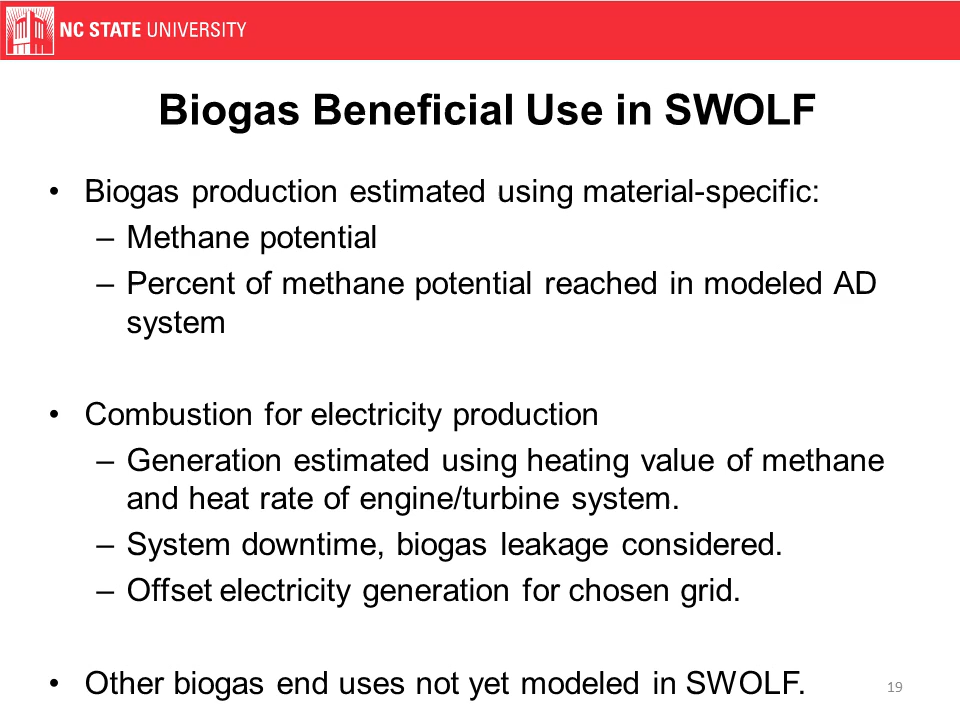 NC STATE UNIVERSITY
Biogas Beneficial Use in SWOLF
• Biogas production estimated using material-specific:
– Methane potential
– Percent of methane potential reached in modeled AD
system
• Combustion for electricity production
– Generation estimated using heating value of methane
and heat rate of engine/turbine system.
– System downtime, biogas leakage considered.
– Offset electricity generation for chosen grid.
• Other biogas end uses not yet modeled in SWOLF.
19